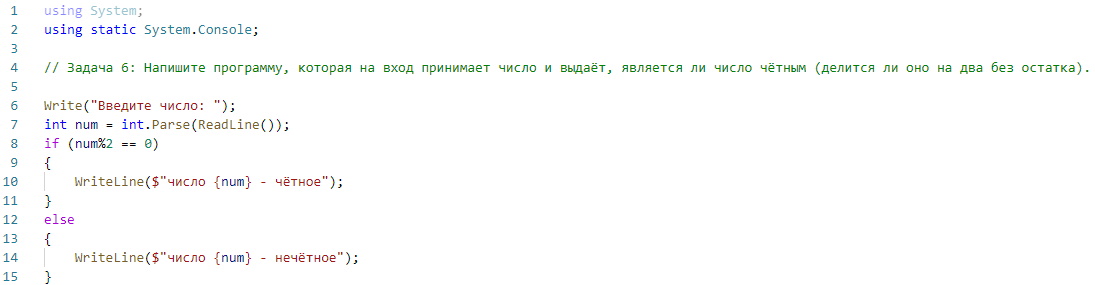 1 using System;
2 using static System.Console;
3
4 // Задача 6: Напишите программу, которая на вход принимает число и выдаёт, является ли число чётным (делится ли оно на два без остатка).
5
6 Write("Введите число: ");
7 int num = int.Parse(ReadLine());
8 if (num%2 == 0)
9 {
10     WriteLine($"число {num} - чётное");
11 }
12 else
13 {
14     WriteLine($"число {num} - нечётное");
15 }